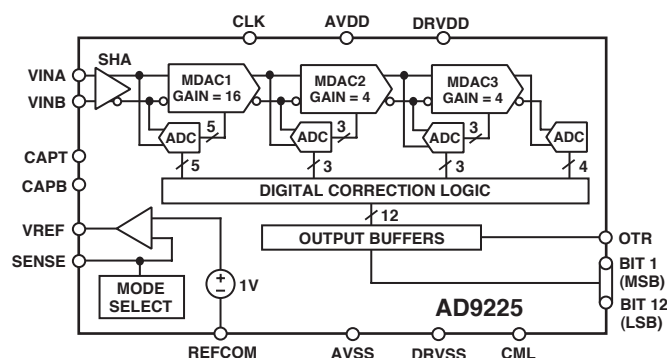 CLK AVDD DRVDD
SHA
VINA
VINB
MDAC1
GAIN = 16
MDAC2
GAIN = 4
MDAC3
GAIN = 4
ADC 5 ADC 3 ADC 3 ADC
5 3 3 4
CAPT
CAPB
DIGITAL CORRECTION LOGIC
12
VREF
OUTPUT BUFFERS
OTR
SENSE
MODE
SELECT
1V
BIT 1
(MSB)
AD9225
BIT 12
(LSB)
REFCOM AVSS DRVSS CML